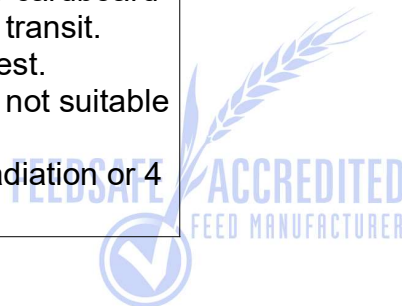 transit.
est.
not suitable
adiation or 4
FEEDSAFE ACCREDITED
FEED MANUFACTURER